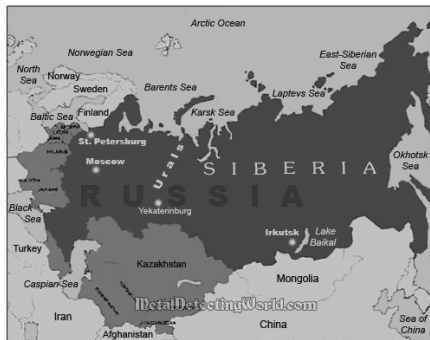 Arctic Ocean
Norwegian Sea
East-Siberian
Sea
North
Sea
Norway
Sweden
Barents Sea
Laptevs Sea
Finland
Karsk Sea
Baltic Sea
St. Petersburg
Moscow
Urals
SIBERIA
Okhotsk
Sea
RUSSIA
Yekaterinburg
Black
Sea
Irkutsk
Lake
Baikal
Turkey
Kazakhstan
Mongolia
Caspian Sea
MetalDetectingWorld.com
Iran
China
Sea of
China
Afghanistan